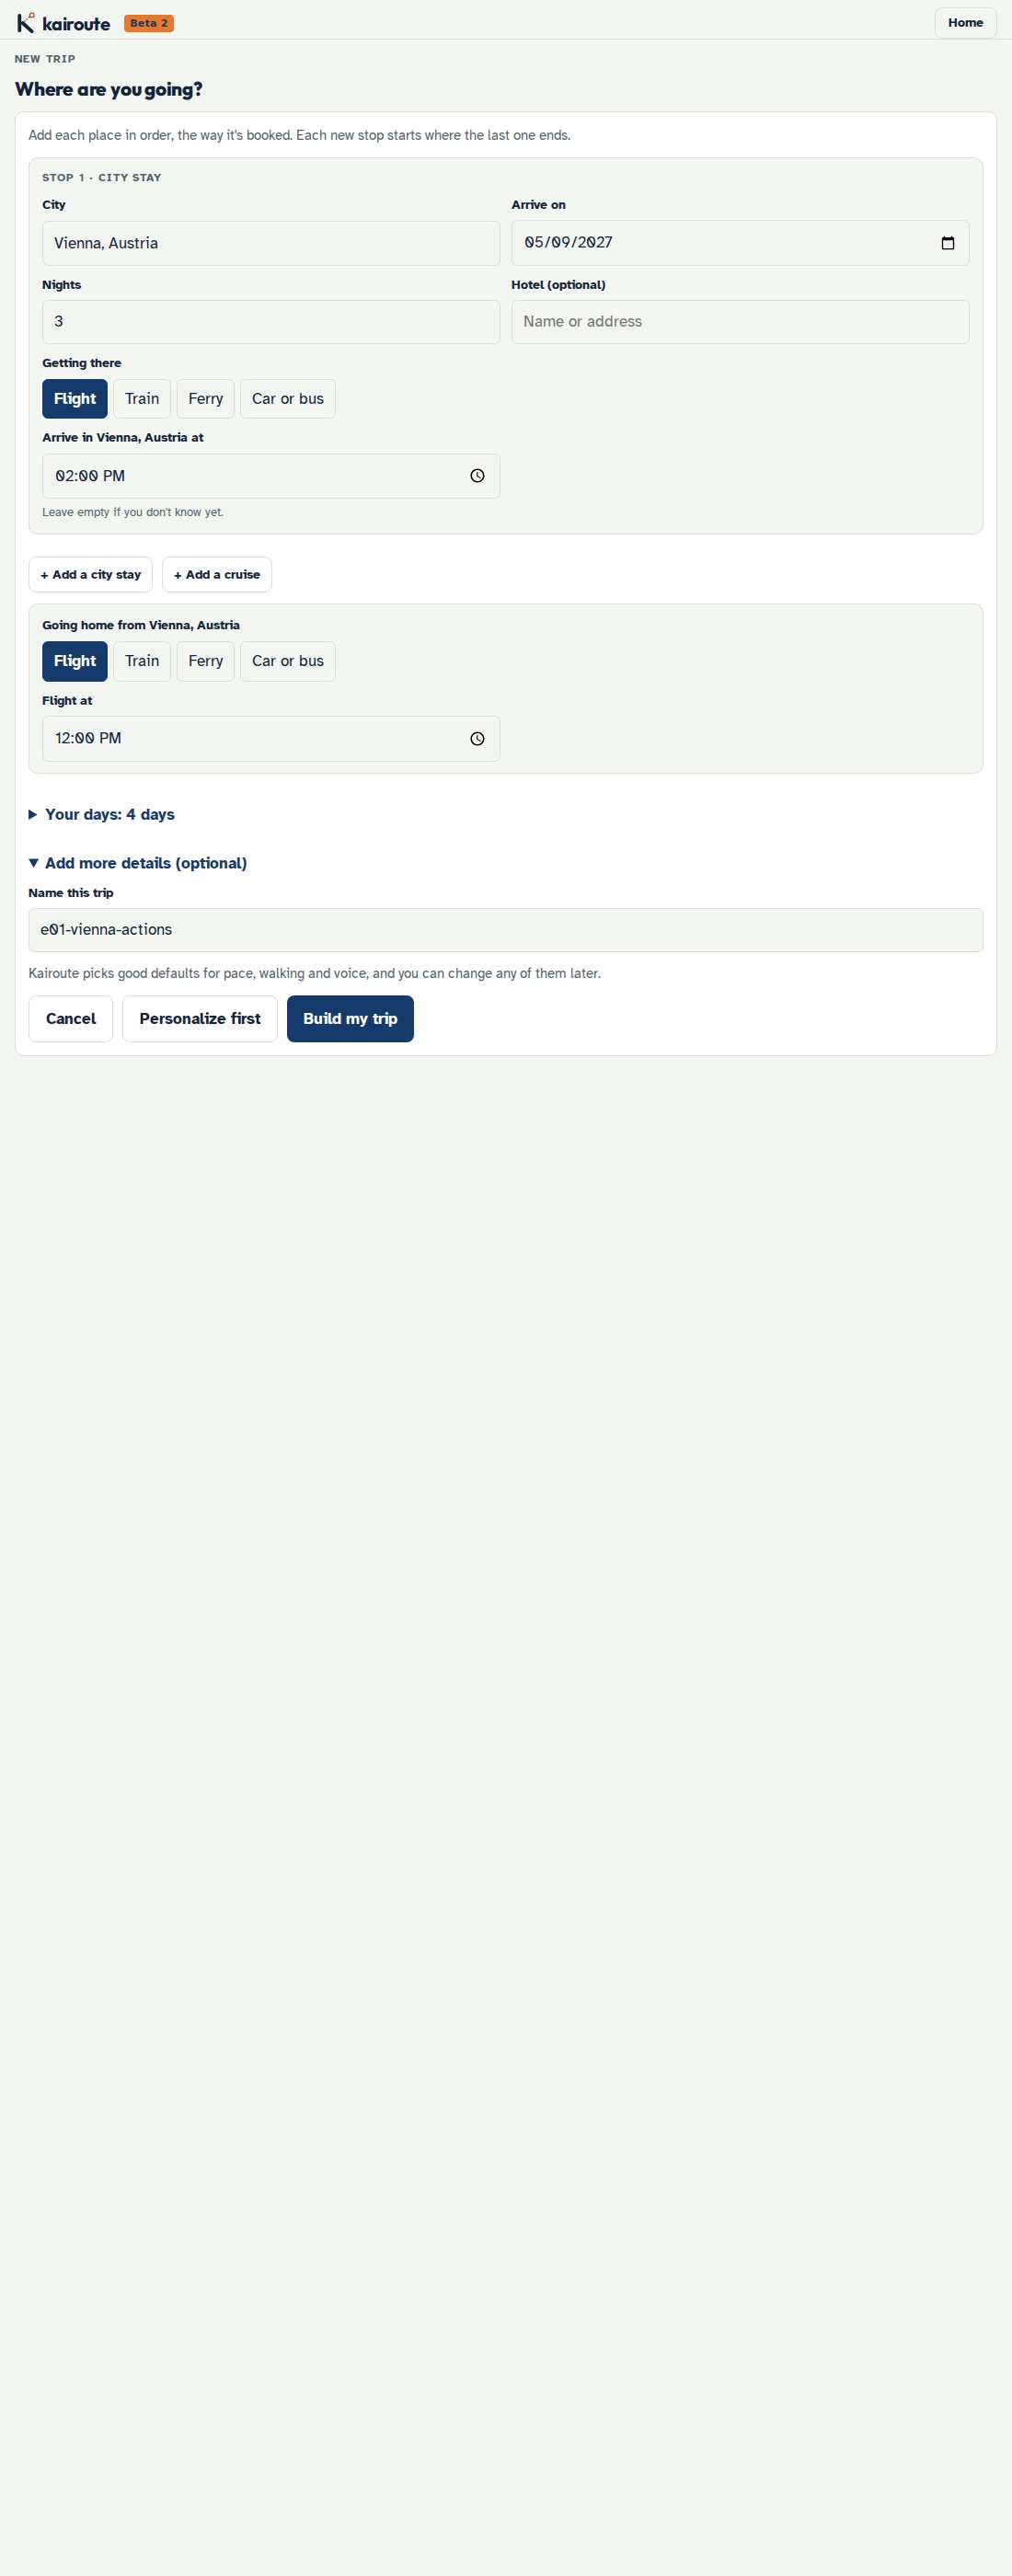 kairoute Beta 2 Home
NEW TRIP
Where are you going?
Add each place in order, the way it's booked. Each new stop starts where the last one ends.
STOP 1 · CITY STAY
City Arrive on
Vienna, Austria 05/09/2027
Nights Hotel (optional)
3 Name or address
Getting there
Flight Train Ferry Car or bus
Arrive in Vienna, Austria at
02:00 PM
Leave empty if you don't know yet.
+ Add a city stay + Add a cruise
Going home from Vienna, Austria
Flight Train Ferry Car or bus
Flight at
12:00 PM
Your days: 4 days
Add more details (optional)
Name this trip
e01-vienna-actions
Kairoute picks good defaults for pace, walking and voice, and you can change any of them later.
Cancel Personalize first Build my trip